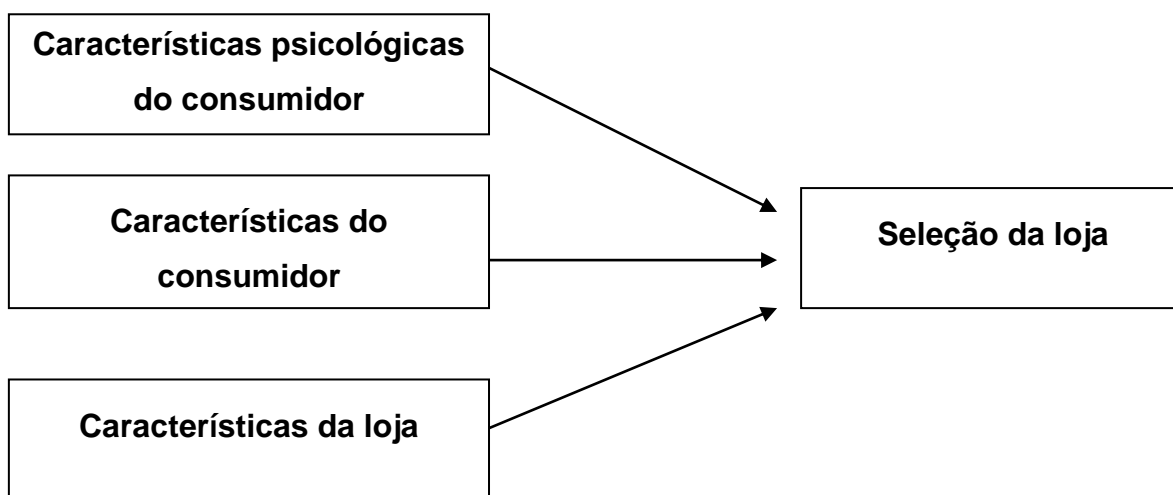 Características psicológicas
do consumidor
Características do
consumidor
Seleção da loja
Características da loja